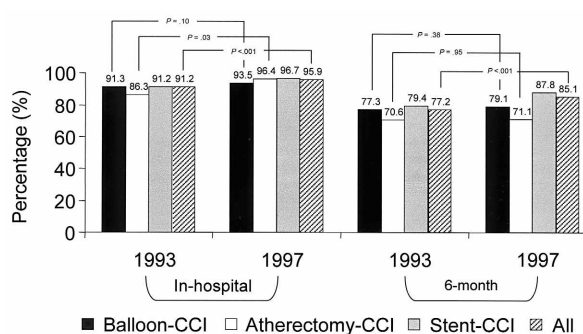 P = .10
P = .03
P <.001
91.3 86.3 91.2 91.2 93.5 96.4 96.7 95.9
P = .38
P = .95
P <.001
77.3 70.6 79.4 77.2 79.1 71.1 87.8 85.1
Percentage (%)
100
80
60
40
20
0
1993 1997 1993 1997
In-hospital 6-month
Balloon-CCI Atherectomy-CCI Stent-CCI All